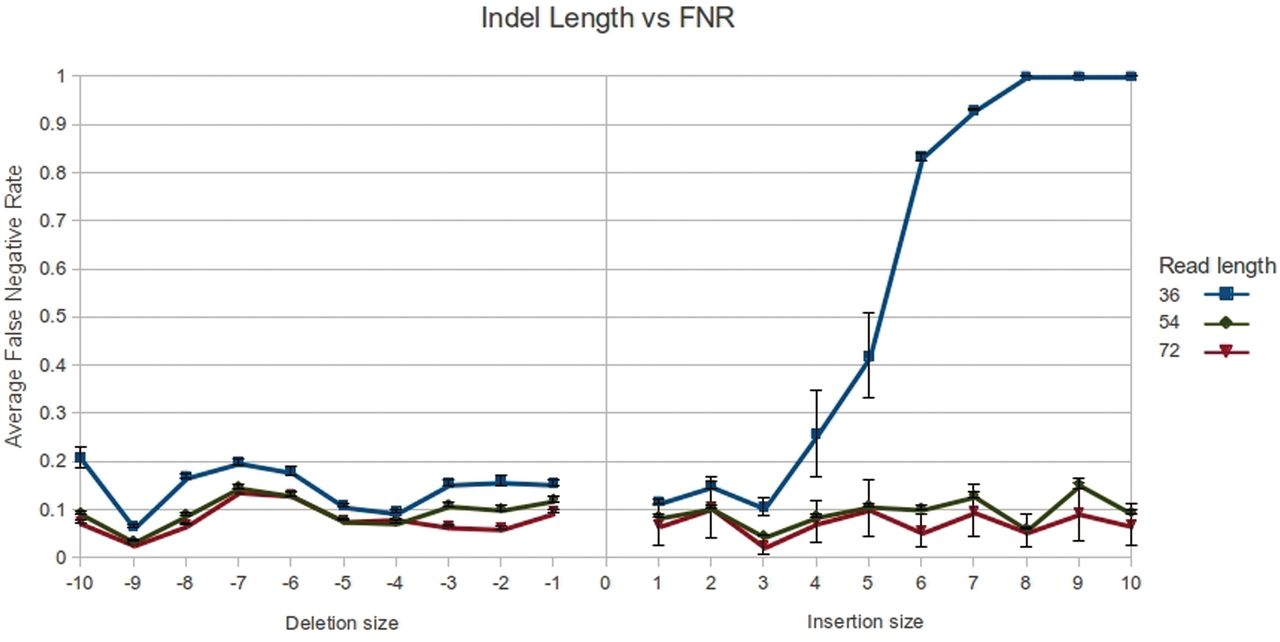 Indel Length vs FNR
Average False Negative Rate
1
0.9
0.8
0.7
0.6
0.5
0.4
0.3
0.2
0.1
0
-10 -9 -8 -7 -6 -5 -4 -3 -2 -1 0 1 2 3 4 5 6 7 8 9 10
Deletion size
Insertion size
Read length
36
54
72